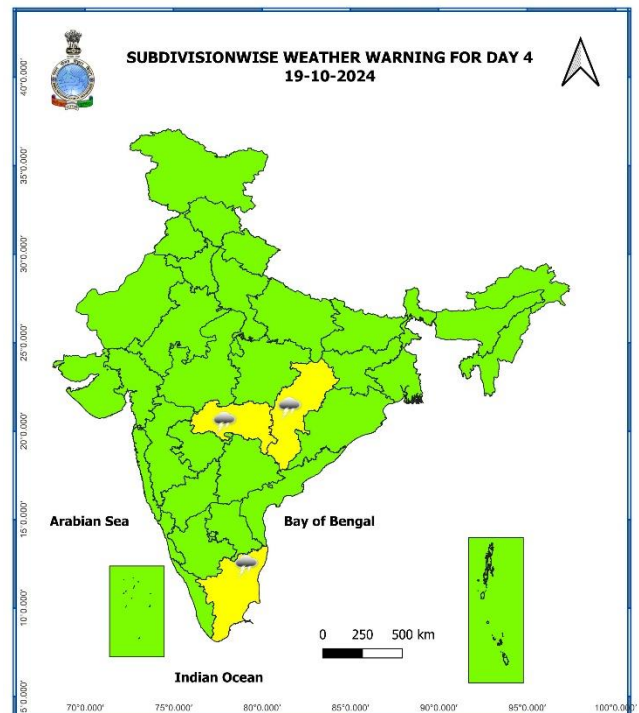 SUBDIVISIONWISE WEATHER WARNING FOR DAY 4
19-10-2024
40°0.000'
35°0.000'
30°0.000'
25°0.000'
20°0.000'
15°0.000'
10°0.000'
5°0.000'
Arabian Sea
Bay of Bengal
Indian Ocean
0 250 500 km
70°0.000' 75°0.000' 80°0.000' 85°0.000' 90°0.000' 95°0.000' 100°0.000'